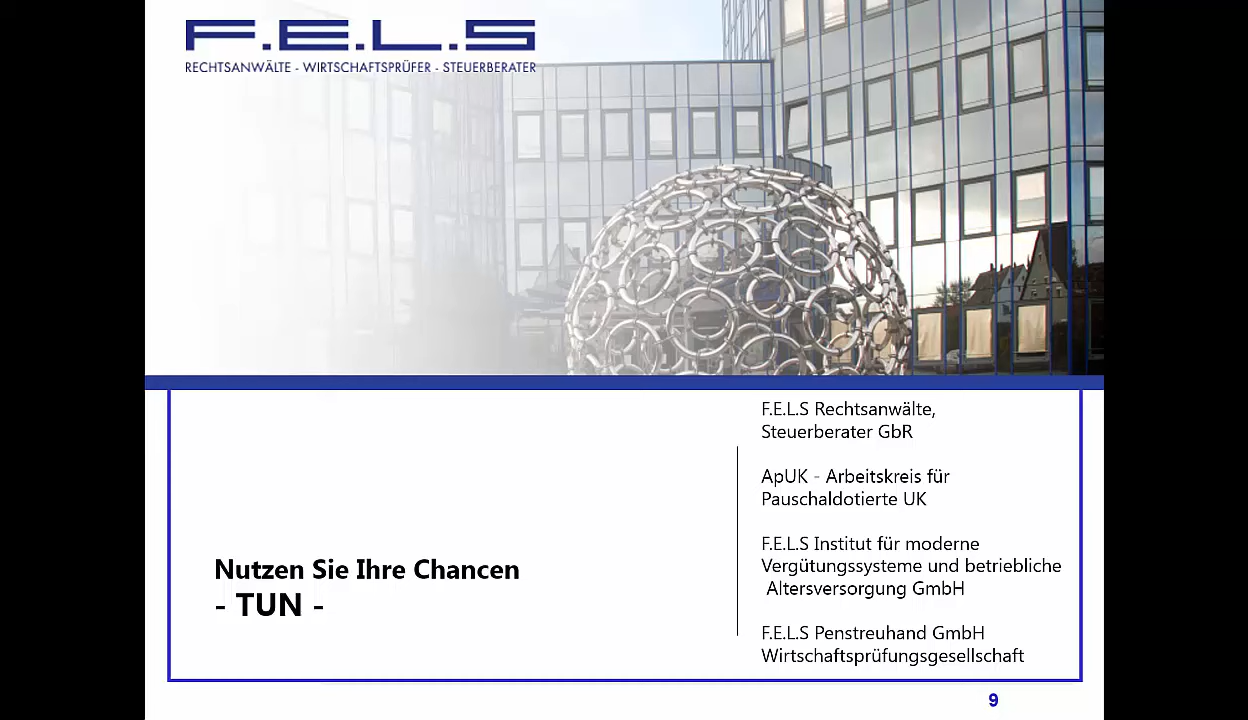 F.E.L.S
RECHTSANWÄLTE - WIRTSCHAFTSPRÜFER - STEUERBERATER
Nutzen Sie Ihre Chancen
- TUN -
F.E.L.S Rechtsanwälte,
Steuerberater GbR
ApUK - Arbeitskreis für
Pauschaldotierte UK
F.E.L.S Institut für moderne
Vergütungssysteme und betriebliche
Altersversorgung GmbH
F.E.L.S Penstreuhand GmbH
Wirtschaftsprüfungsgesellschaft
9